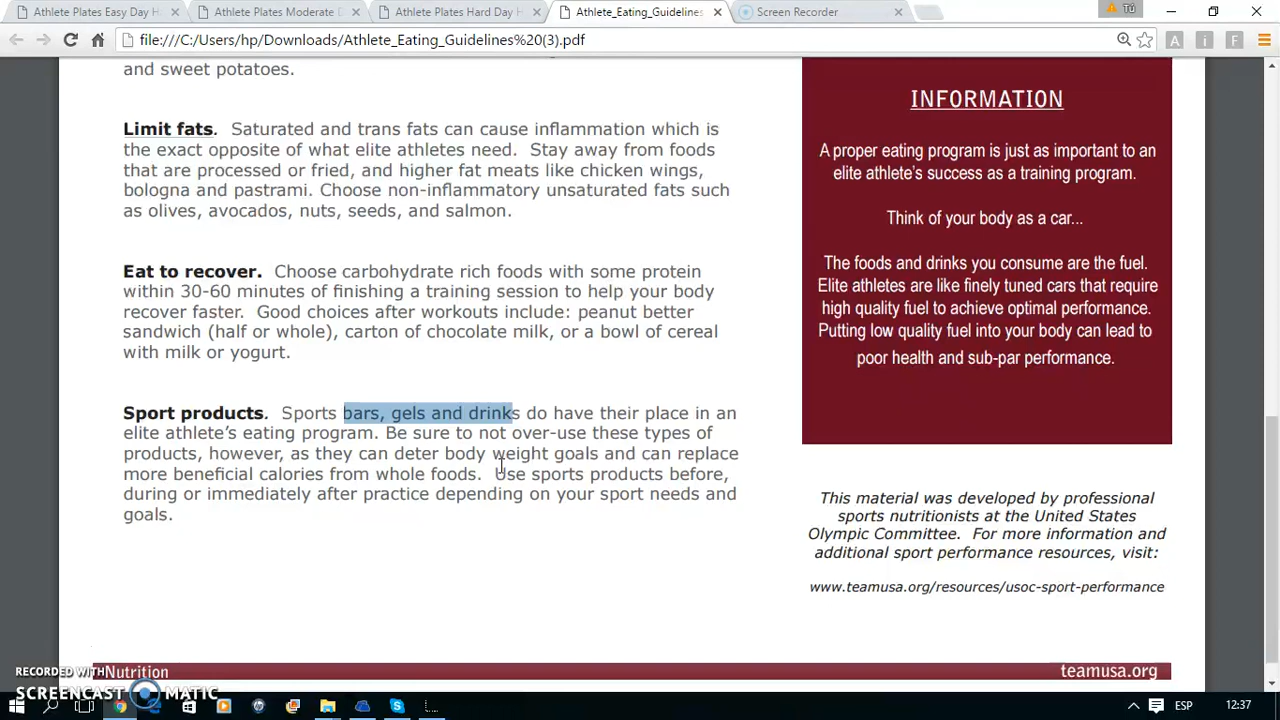 Athlete Plates Easy Day H
Athlete Plates Moderate D
Athlete Plates Hard Day H
Athlete_Eating_Guidelines
Screen Recorder
Tú
file:///C:/Users/hp/Downloads/Athlete_Eating_Guidelines%20(3).pdf
and sweet potatoes.
Limit fats. Saturated and trans fats can cause inflammation which is
the exact opposite of what elite athletes need. Stay away from foods
that are processed or fried, and higher fat meats like chicken wings,
bologna and pastrami. Choose non-inflammatory unsaturated fats such
as olives, avocados, nuts, seeds, and salmon.
Eat to recover. Choose carbohydrate rich foods with some protein
within 30-60 minutes of finishing a training session to help your body
recover faster. Good choices after workouts include: peanut better
sandwich (half or whole), carton of chocolate milk, or a bowl of cereal
with milk or yogurt.
Sport products. Sports bars, gels and drinks do have their place in an
elite athlete's eating program. Be sure to not over-use these types of
products, however, as they can deter body weight goals and can replace
more beneficial calories from whole foods. Use sports products before,
during or immediately after practice depending on your sport needs and
goals.
INFORMATION
A proper eating program is just as important to an
elite athlete's success as a training program.
Think of your body as a car...
The foods and drinks you consume are the fuel.
Elite athletes are like finely tuned cars that require
high quality fuel to achieve optimal performance.
Putting low quality fuel into your body can lead to
poor health and sub-par performance.
This material was developed by professional
sports nutritionists at the United States
Olympic Committee. For more information and
additional sport performance resources, visit:
www.teamusa.org/resources/usoc-sport-performance
Nutrition
teamusa.org
RECORDED WITH
SCREENCAST MATIC
ESP
12:37